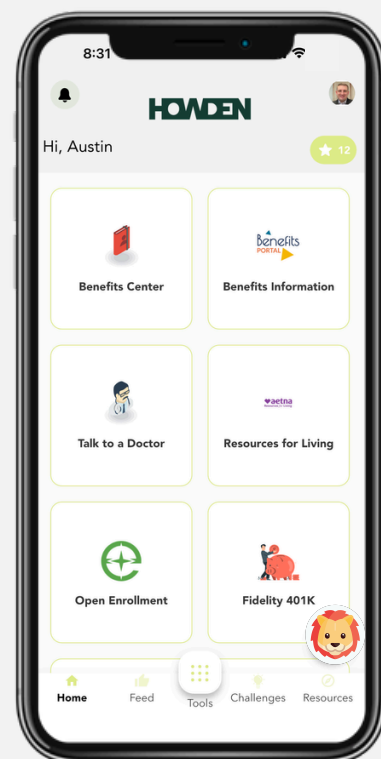 8:31
HOWDEN
Hi, Austin
12
Benefits
PORTAL
Benefits Center
Benefits Information
aetna
Talk to a Doctor
Resources for Living
Open Enrollment
Fidelity 401K
Home
Feed
Tools
Challenges
Resources